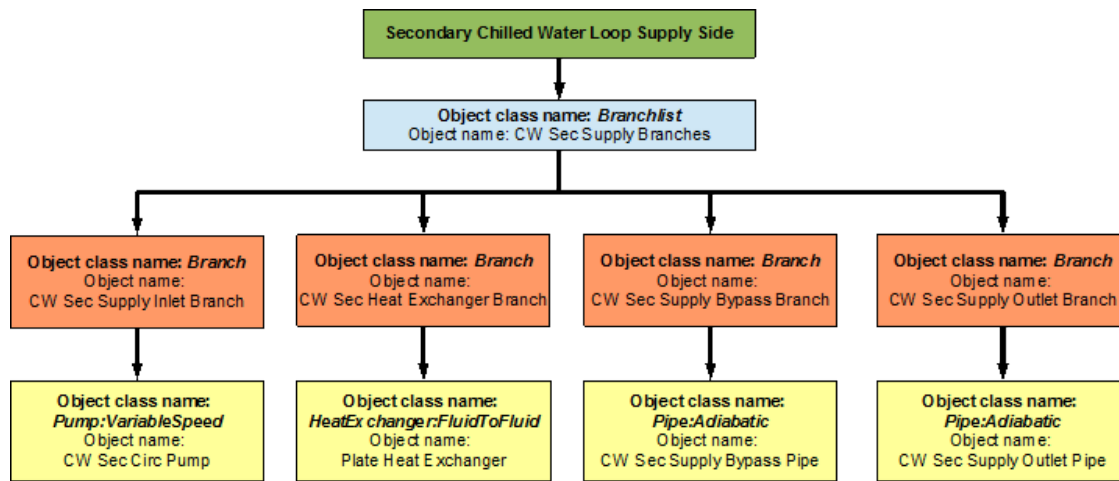 Secondary Chilled Water Loop Supply Side
Object class name: Branchlist
Object name: CW Sec Supply Branches
Object class name: Branch
Object name:
CW Sec Supply Inlet Branch
Object class name: Branch
Object name:
CW Sec Heat Exchanger Branch
Object class name: Branch
Object name:
CW Sec Supply Bypass Branch
Object class name: Branch
Object name:
CW Sec Supply Outlet Branch
Object class name:
Pump:VariableSpeed
Object name:
CW Sec Circ Pump
Object class name:
HeatExchanger:FluidToFluid
Object name:
Plate Heat Exchanger
Object class name:
Pipe:Adiabatic
Object name:
CW Sec Supply Bypass Pipe
Object class name:
Pipe:Adiabatic
Object name:
CW Sec Supply Outlet Pipe